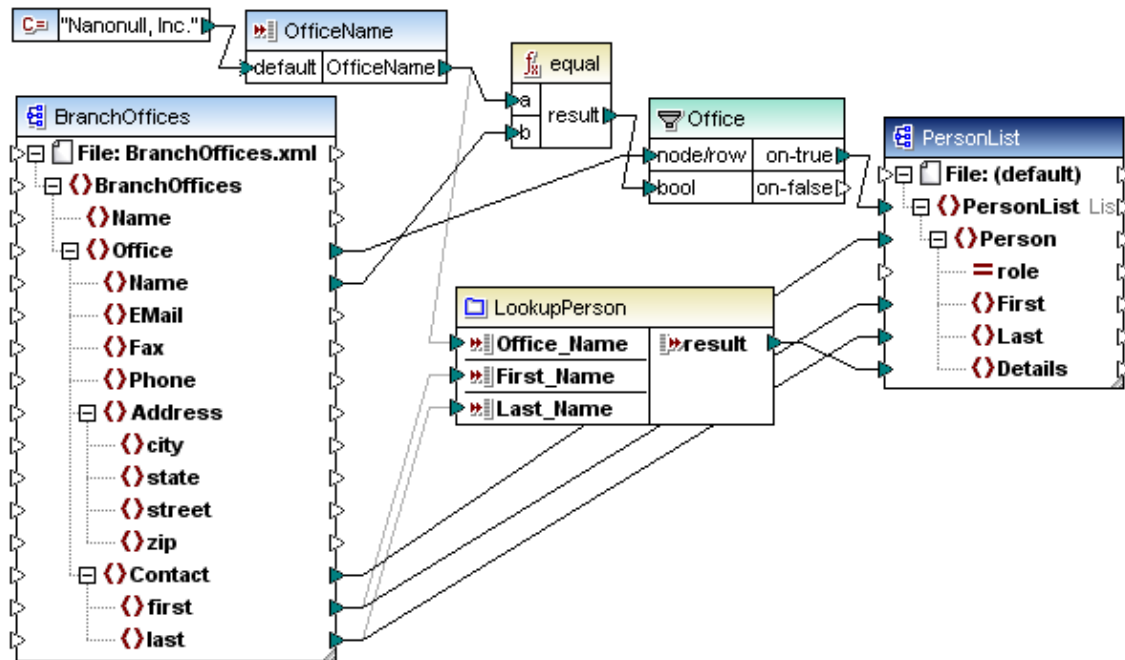 C= "Nanonull, Inc."
OfficeName
default OfficeName
fx equal
a
b
result
Office
node/row on-true
bool on-false
BranchOffices
File: BranchOffices.xml
BranchOffices
Name
Office
Name
EMail
Fax
Phone
Address
city
state
street
zip
Contact
first
last
LookupPerson
Office_Name
First_Name
Last_Name
result
PersonList
File: (default)
PersonList Lis
Person
role
First
Last
Details